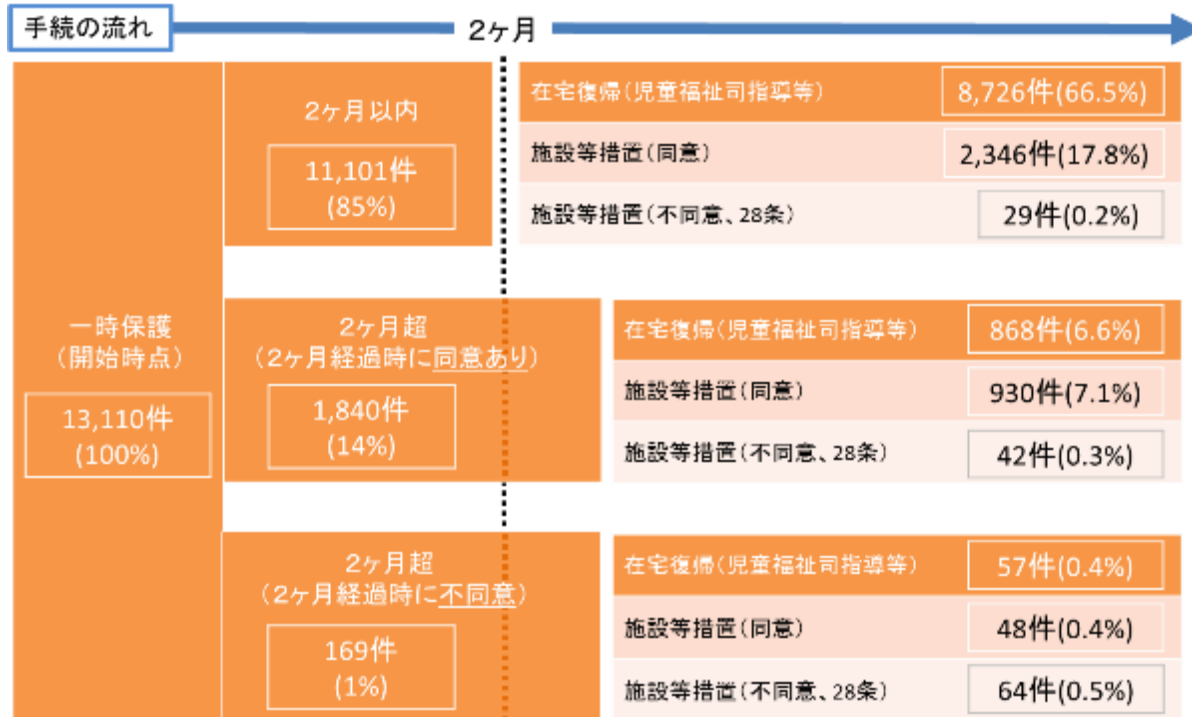 手続の流れ
2ヶ月
2ヶ月以内
11,101件
(85%)
在宅復帰(児童福祉司指導等)
8,726件(66.5%)
施設等措置(同意)
2,346件(17.8%)
施設等措置(不同意、28条)
29件(0.2%)
一時保護
(開始時点)
13,110件
(100%)
2ヶ月超
(2ヶ月経過時に同意あり)
1,840件
(14%)
在宅復帰(児童福祉司指導等)
868件(6.6%)
施設等措置(同意)
930件(7.1%)
施設等措置(不同意、28条)
42件(0.3%)
2ヶ月超
(2ヶ月経過時に不同意)
169件
(1%)
在宅復帰(児童福祉司指導等)
57件(0.4%)
施設等措置(同意)
48件(0.4%)
施設等措置(不同意、28条)
64件(0.5%)